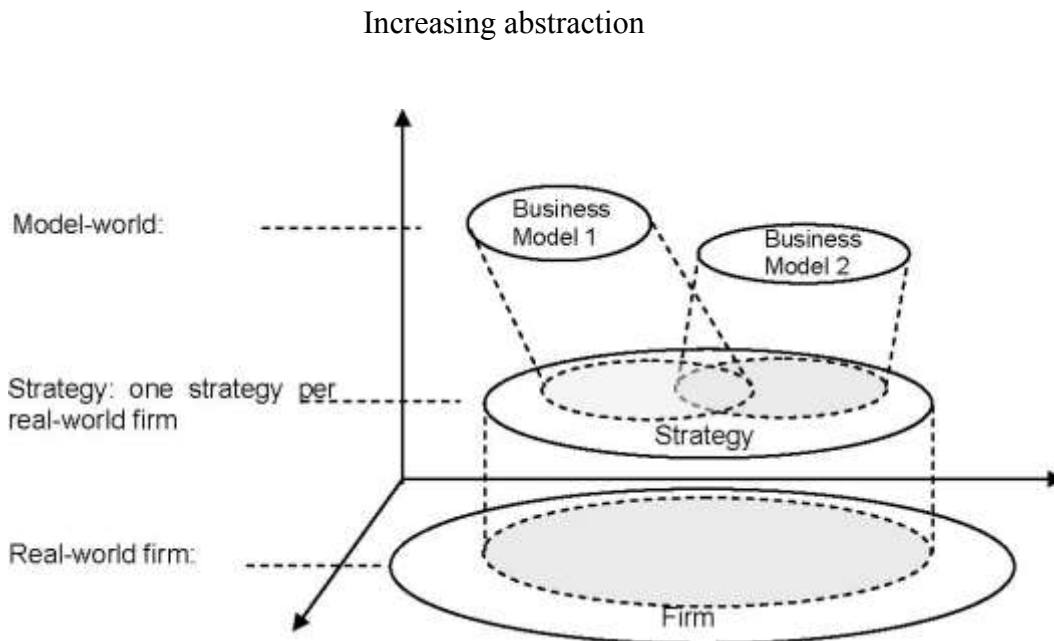 Increasing abstraction
Model-world:
Business
Model 1
Business
Model 2
Strategy: one strategy per
real-world firm
Strategy
Real-world firm:
Firm